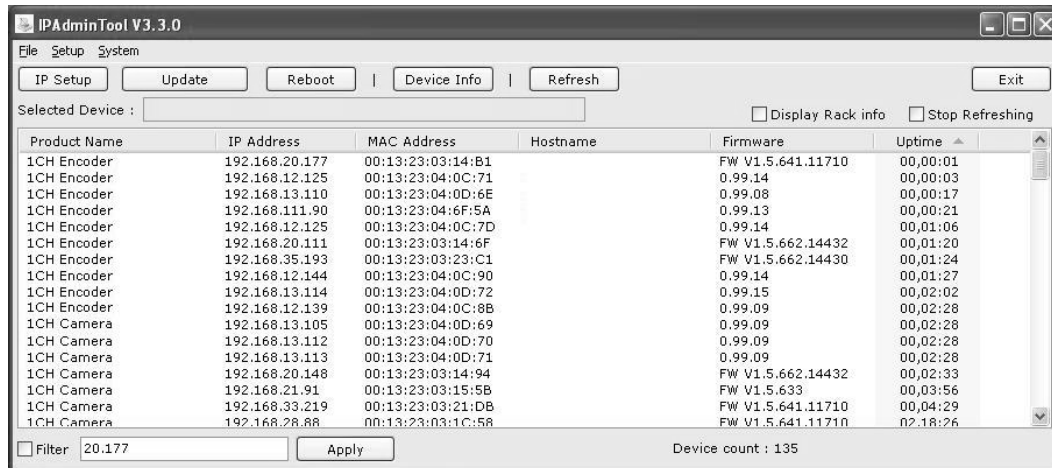 IPAdminTool V3.3.0
File Setup System
IP Setup Update Reboot | Device Info | Refresh Exit
Selected Device : Display Rack info Stop Refreshing
Product Name IP Address MAC Address Hostname Firmware Uptime
1CH Encoder 192.168.20.177 00:13:23:03:14:B1 FW V1.5.641.11710 00,00:01
1CH Encoder 192.168.12.125 00:13:23:04:0C:71 0.99.14 00,00:03
1CH Encoder 192.168.13.110 00:13:23:04:0D:6E 0.99.08 00,00:17
1CH Encoder 192.168.111.90 00:13:23:04:6F:5A 0.99.13 00,00:21
1CH Encoder 192.168.12.125 00:13:23:04:0C:7D 0.99.14 00,01:06
1CH Encoder 192.168.20.111 00:13:23:03:14:6F FW V1.5.662.14432 00,01:20
1CH Encoder 192.168.35.193 00:13:23:03:23:C1 FW V1.5.662.14430 00,01:24
1CH Encoder 192.168.12.144 00:13:23:04:0C:90 0.99.14 00,01:27
1CH Encoder 192.168.13.114 00:13:23:04:0D:72 0.99.15 00,02:02
1CH Encoder 192.168.12.139 00:13:23:04:0C:8B 0.99.09 00,02:28
1CH Camera 192.168.13.105 00:13:23:04:0D:69 0.99.09 00,02:28
1CH Camera 192.168.13.112 00:13:23:04:0D:70 0.99.09 00,02:28
1CH Camera 192.168.13.113 00:13:23:04:0D:71 0.99.09 00,02:28
1CH Camera 192.168.20.148 00:13:23:03:14:94 FW V1.5.662.14432 00,02:33
1CH Camera 192.168.21.91 00:13:23:03:15:5B FW V1.5.633 00,03:56
1CH Camera 192.168.33.219 00:13:23:03:21:DB FW V1.5.641.11710 00,04:29
1CH Camera 192.168.28.88 00:13:23:03:1C:58 FW V1.5.641.11710 02,18:26
Filter 20.177 Apply Device count : 135